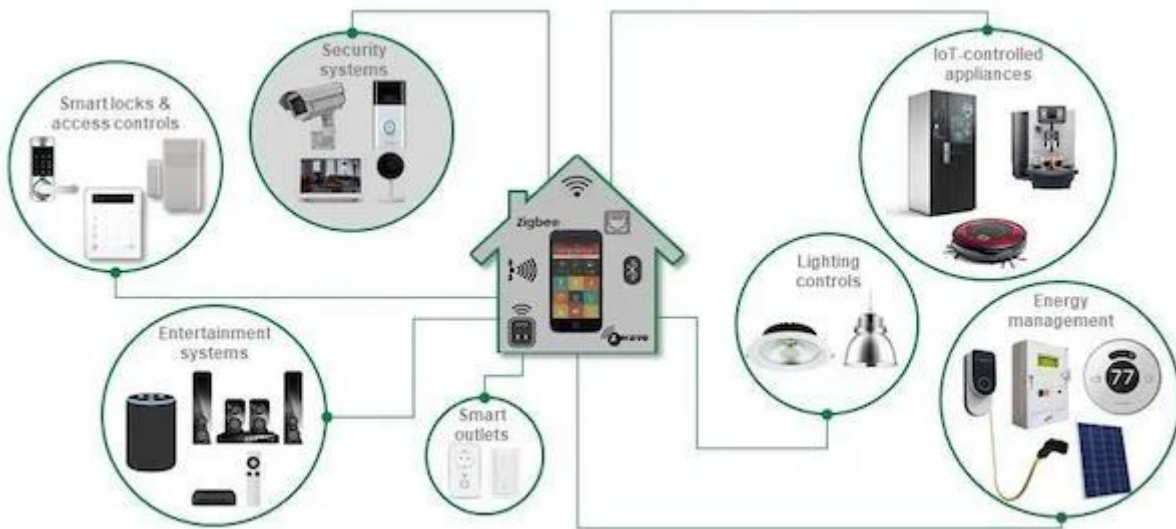 Security
systems
IoT-controlled
appliances
Smart locks &
access controls
zigbee
Lighting
controls
Energy
management
77
Entertainment
systems
Smart
outlets